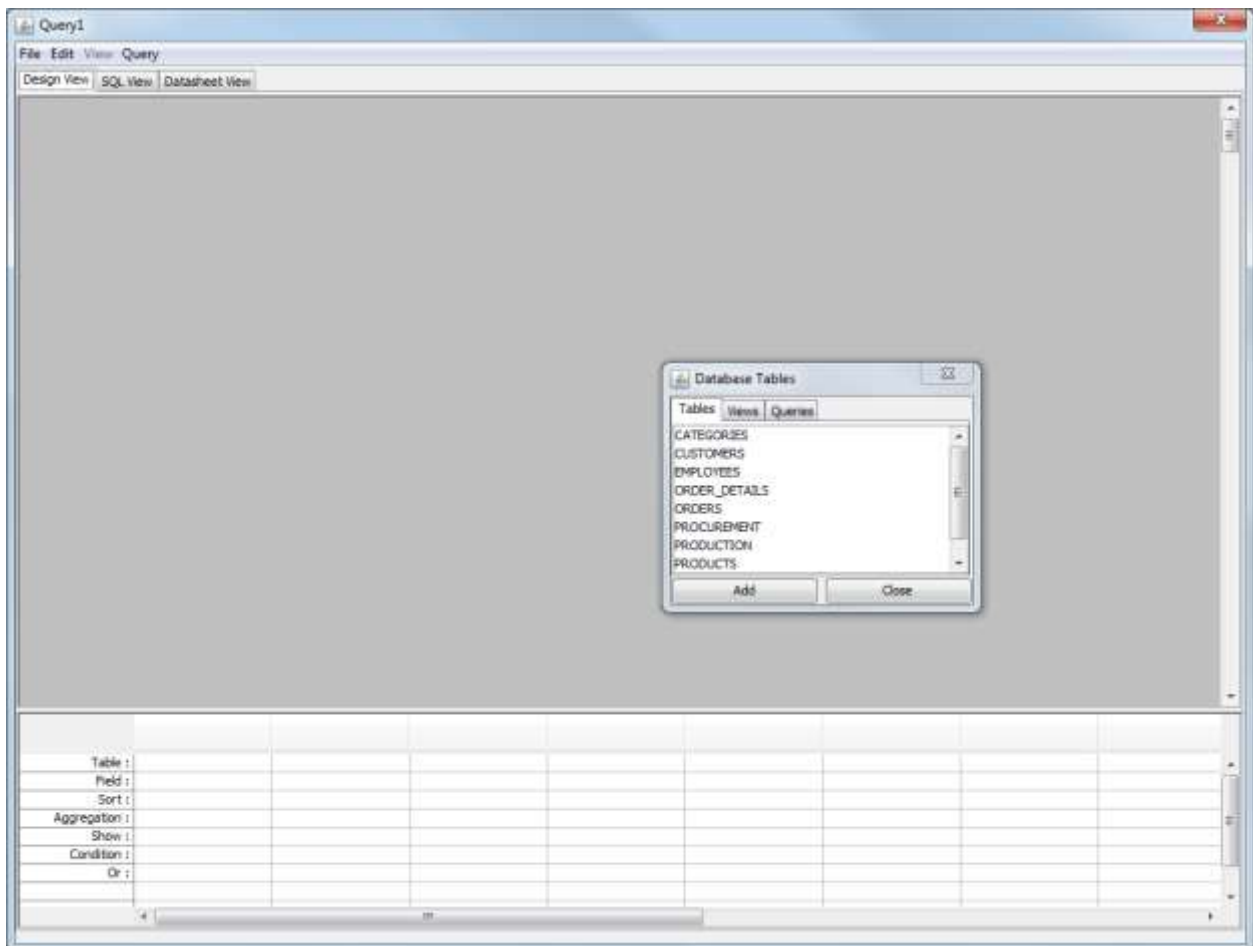 Query1
File Edit View Query
Design View SQL View Datasheet View
Database Tables
Tables Views Queries
CATEGORIES
CUSTOMERS
EMPLOYEES
ORDER_DETAILS
ORDERS
PROCUREMENT
PRODUCTION
PRODUCTS
Add Close
Table :
Field :
Sort :
Aggregation :
Show :
Condition :
Or :